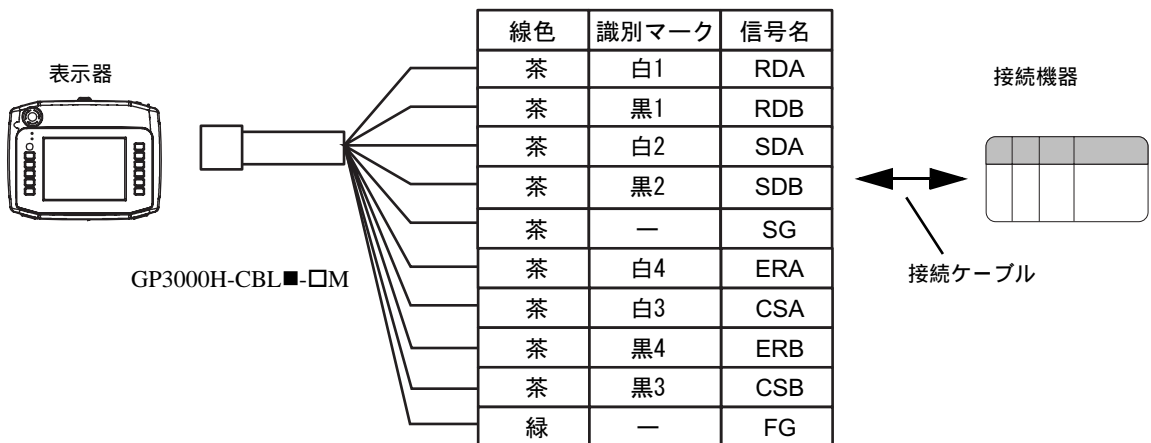 線色 識別マーク 信号名
茶 白1 RDA
茶 黒1 RDB
茶 白2 SDA
茶 黒2 SDB
茶 — SG
茶 白4 ERA
茶 白3 CSA
茶 黒4 ERB
茶 黒3 CSB
緑 — FG
表示器
GP3000H-CBL■-□M
接続機器
接続ケーブル